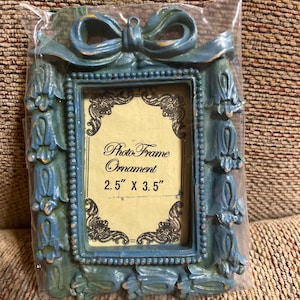 Photo Frame
Ornament
2.5" X 3.5"